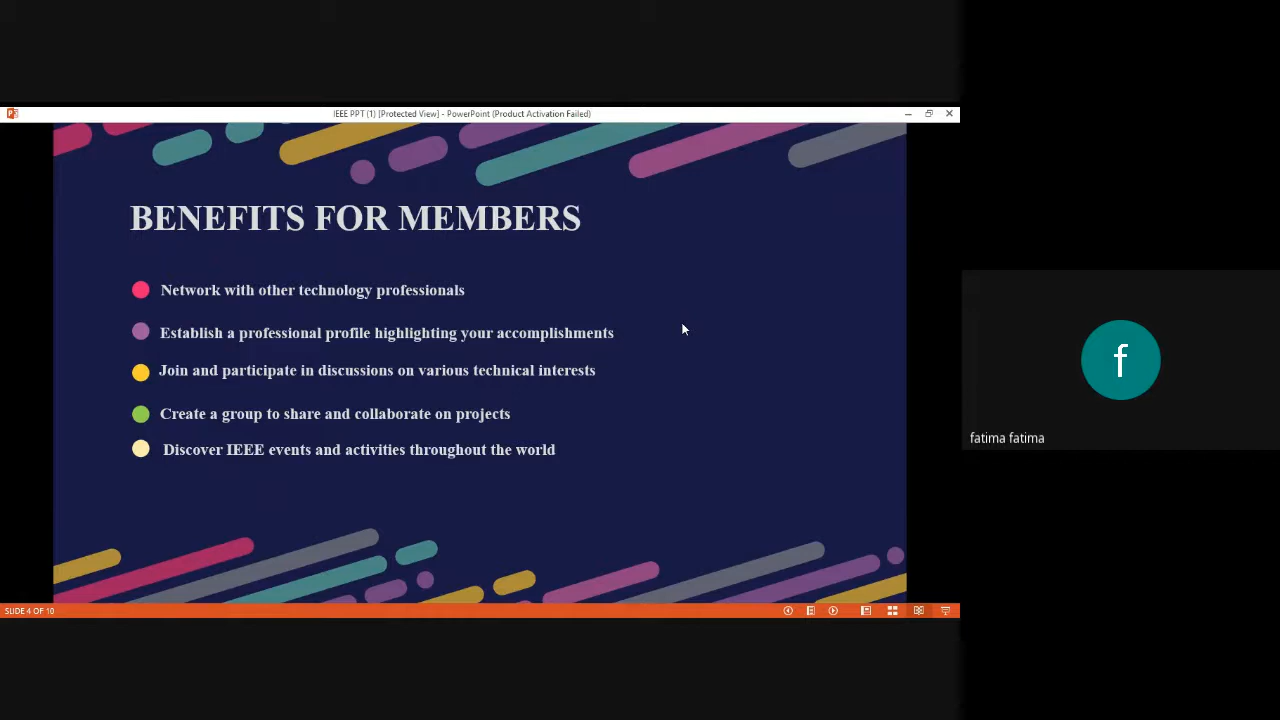 IEEE PPT (1) [Protected View] - PowerPoint (Product Activation Failed)
BENEFITS FOR MEMBERS
Network with other technology professionals
Establish a professional profile highlighting your accomplishments
Join and participate in discussions on various technical interests
Create a group to share and collaborate on projects
Discover IEEE events and activities throughout the world
f
fatima fatima
SLIDE 4 OF 10